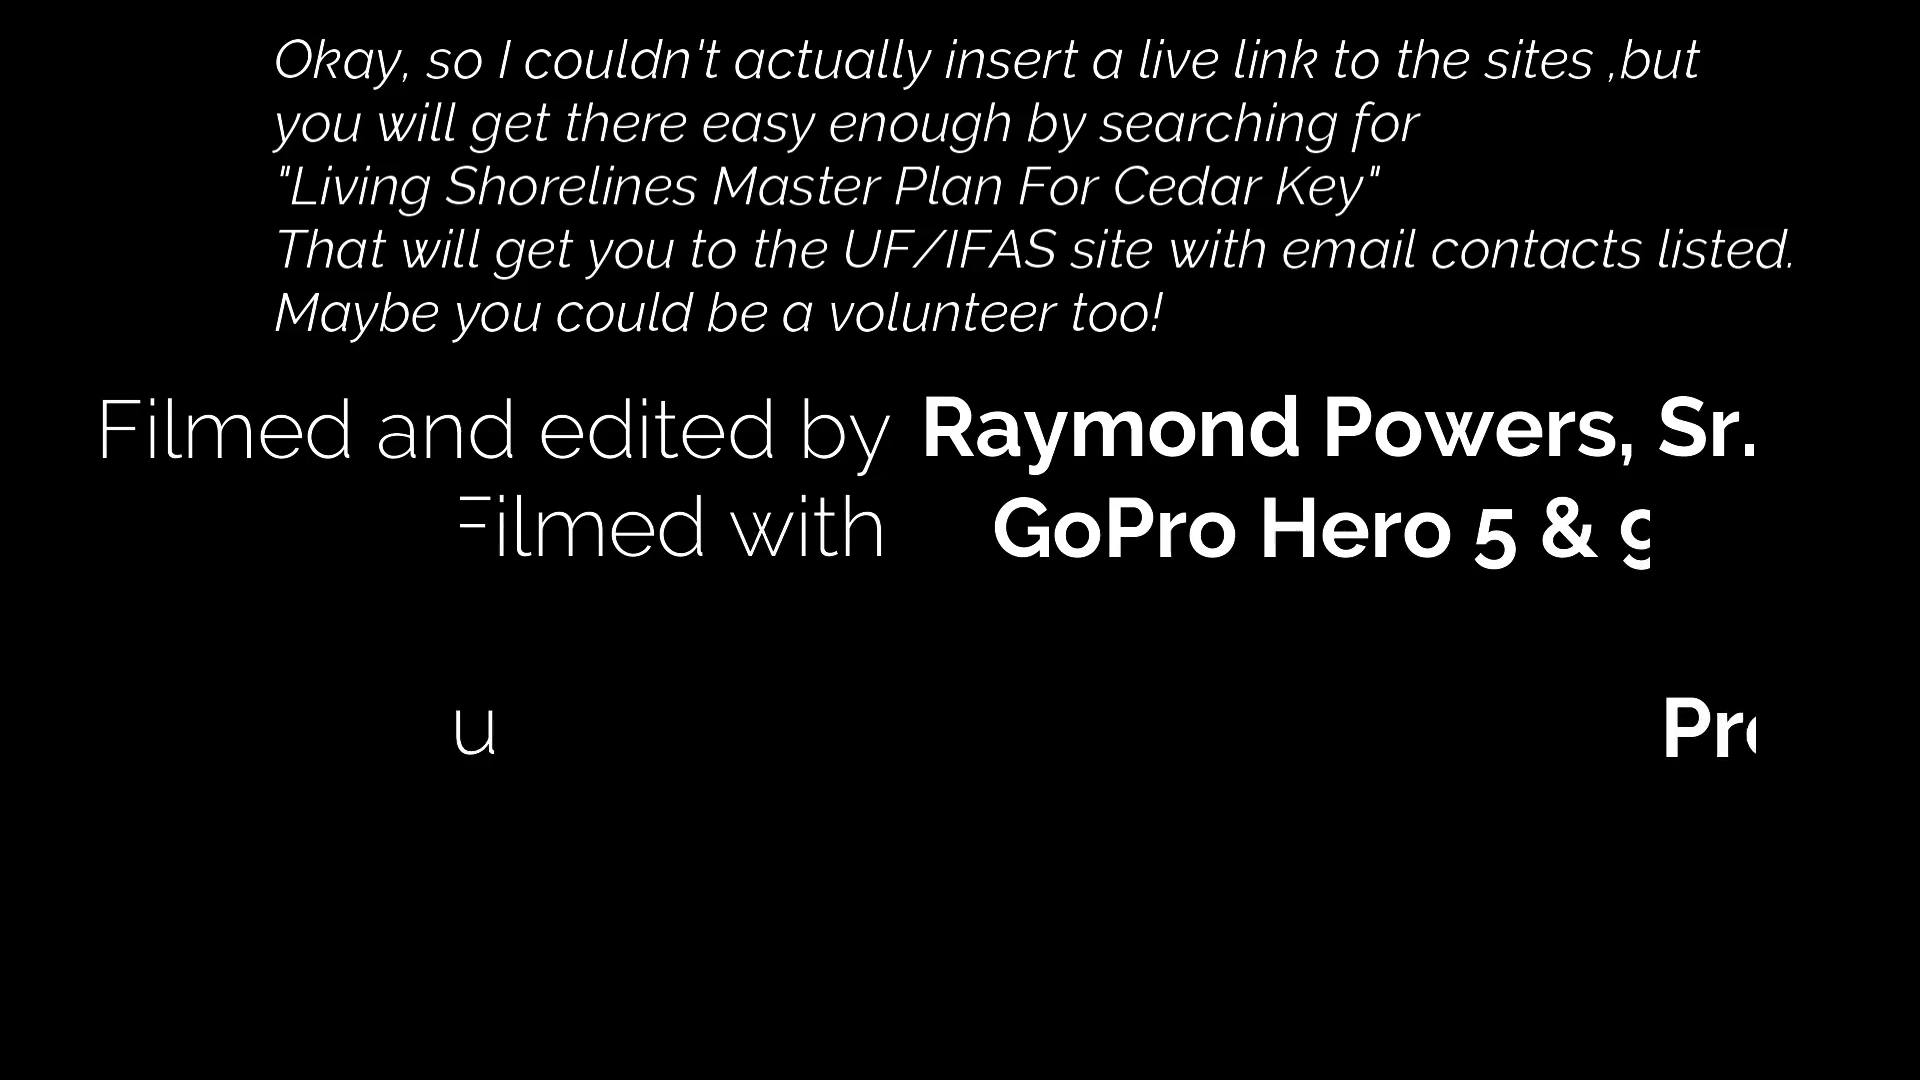 Okay, so I couldn't actually insert a live link to the sites ,but
you will get there easy enough by searching for
"Living Shorelines Master Plan For Cedar Key"
That will get you to the UF/IFAS site with email contacts listed.
Maybe you could be a volunteer too!
Filmed and edited by Raymond Powers, Sr.
Filmed with GoPro Hero 5 & 9